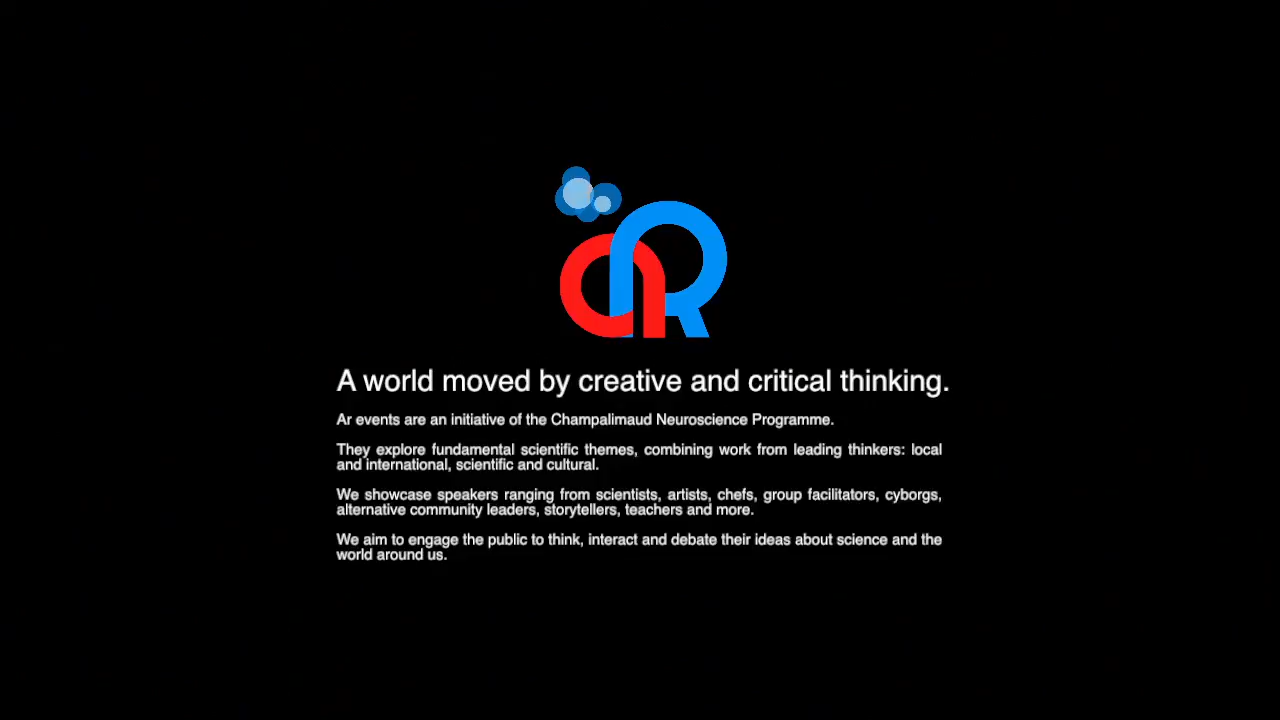 aR
A world moved by creative and critical thinking.
Ar events are an initiative of the Champalimaud Neuroscience Programme.
They explore fundamental scientific themes, combining work from leading thinkers: local
and international, scientific and cultural.
We showcase speakers ranging from scientists, artists, chefs, group facilitators, cyborgs,
alternative community leaders, storytellers, teachers and more.
We aim to engage the public to think, interact and debate their ideas about science and the
world around us.